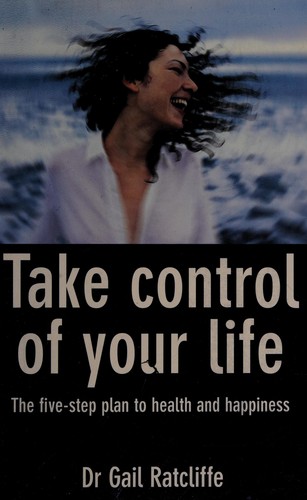 Take control
of your life
The five-step plan to health and happiness
Dr Gail Ratcliffe